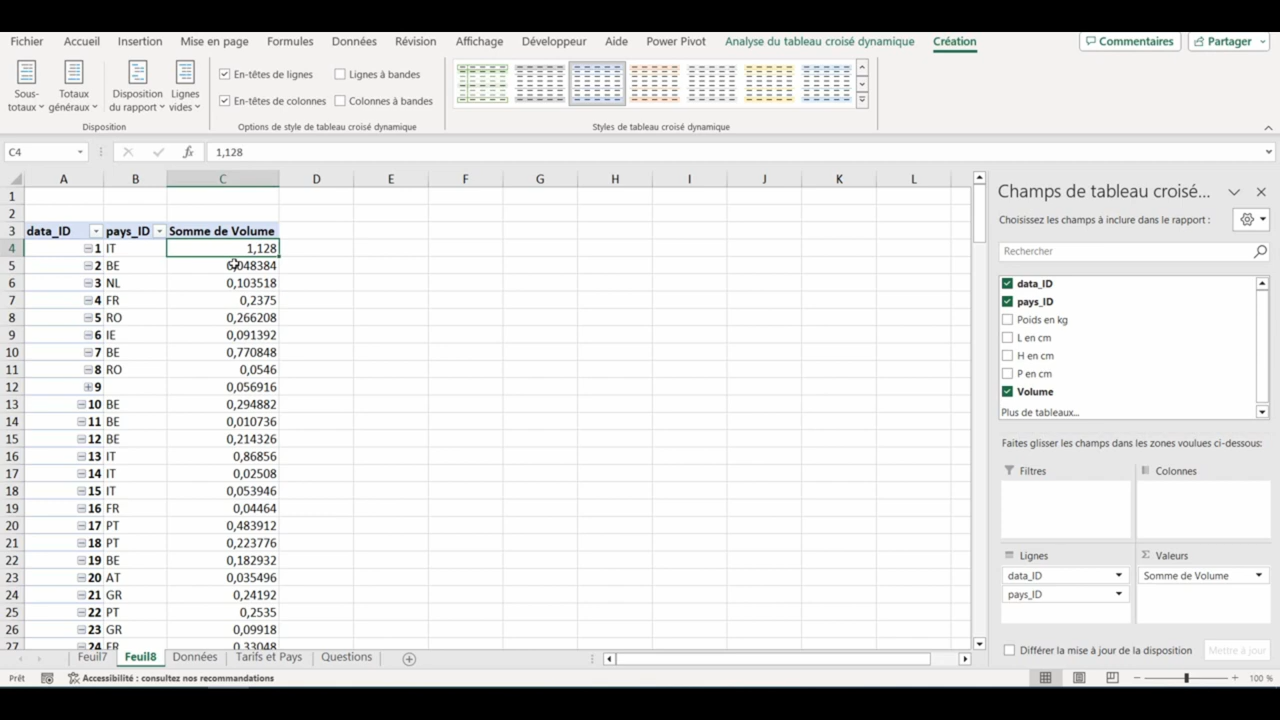 Fichier Accueil Insertion Mise en page Formules Données Révision Affichage Développeur Aide Power Pivot Analyse du tableau croisé dynamique Création Commentaires Partager
Sous-totaux Totaux généraux Disposition du rapport Lignes vides
En-têtes de lignes Lignes à bandes
En-têtes de colonnes Colonnes à bandes
Disposition Options de style de tableau croisé dynamique Styles de tableau croisé dynamique
C4 fx 1,128
A B C D E F G H I J K L
1
2
3 data_ID pays_ID Somme de Volume
4 1 IT 1,128
5 2 BE 0,048384
6 3 NL 0,103518
7 4 FR 0,2375
8 5 RO 0,266208
9 6 IE 0,091392
10 7 BE 0,770848
11 8 RO 0,0546
12 9 0,056916
13 10 BE 0,294882
14 11 BE 0,010736
15 12 BE 0,214326
16 13 IT 0,86856
17 14 IT 0,02508
18 15 IT 0,053946
19 16 FR 0,04464
20 17 PT 0,483912
21 18 PT 0,223776
22 19 BE 0,182932
23 20 AT 0,035496
24 21 GR 0,24192
25 22 PT 0,2535
26 23 GR 0,09918
27 24 FR 0,33048
Champs de tableau croisé...
Choisissez les champs à inclure dans le rapport :
Rechercher
data_ID
pays_ID
Poids en kg
L en cm
H en cm
P en cm
Volume
Plus de tableaux...
Faites glisser les champs dans les zones voulues ci-dessous:
Filtres Colonnes
Lignes Σ Valeurs
data_ID Somme de Volume
pays_ID
Différer la mise à jour de la disposition Mettre à jour
Feuil7 Feuil8 Données Tarifs et Pays Questions
Prêt Accessibilité : consultez nos recommandations 100 %